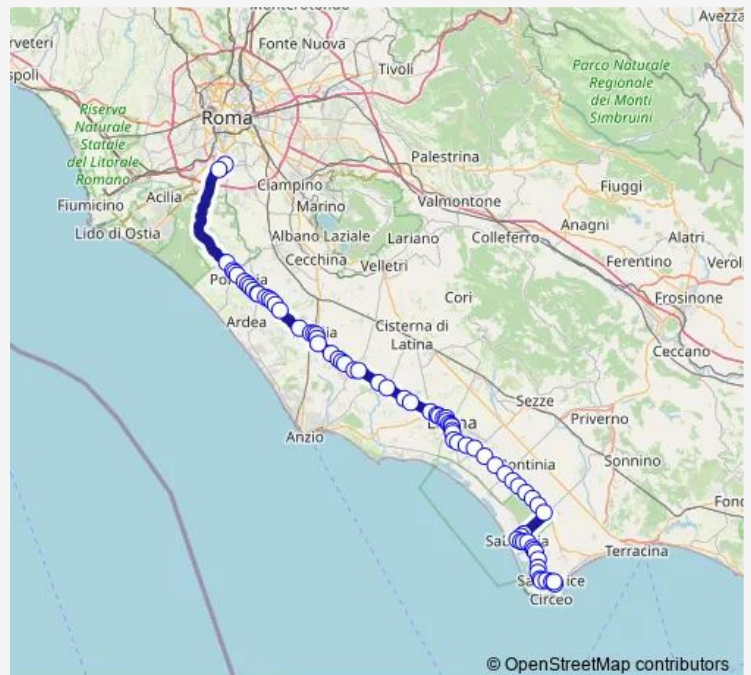 Avezza
rveteri
Fonte Nuova
spoli
Tivoli
Parco Naturale
Regionale
dei Monti
Simbruini
Riserva
Naturale
Statale
del Litorale
Romano
Roma
Palestrina
Fiuggi
Ciampino
Fiumicino
Acilia
Marino
Valmontone
Anagni
Lido di Ostia
Albano Laziale
Lariano
Colleferro
Alatri
Cecchina
Velletri
Ferentino
Veroli
Cori
Frosinone
Ardea
Cisterna di
Latina
Ceccano
Sezze
Priverno
Anzio
Sonnino
Terracina
Circeo
© OpenStreetMap contributors